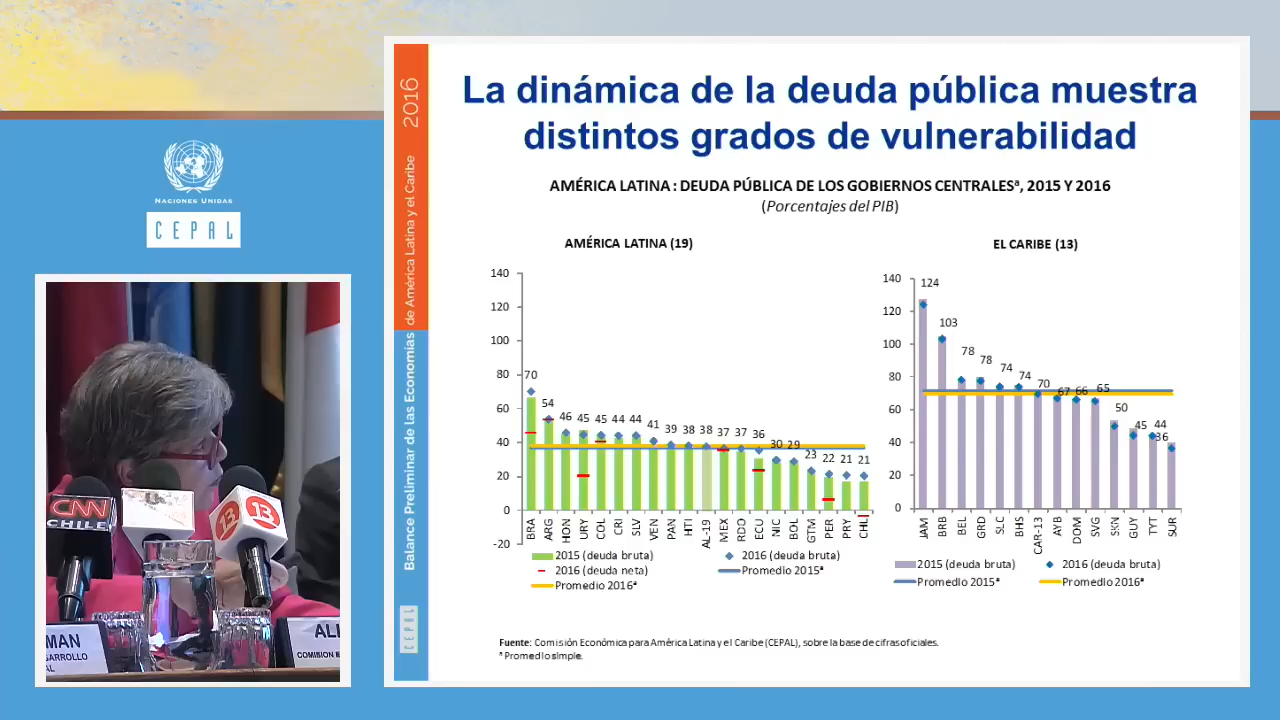 La dinámica de la deuda pública muestra
distintos grados de vulnerabilidad
AMÉRICA LATINA : DEUDA PÚBLICA DE LOS GOBIERNOS CENTRALESª, 2015 Y 2016
(Porcentajes del PIB)
AMÉRICA LATINA (19)
140
120
100
80
60
40
20
0
-20
70 54 46 45 45 44 44 41 39 38 38 37 37 36 30 29 23 22 21 21
BRA ARG HON URY COL CRI SLV VEN PAN HTI AL-19 MEX RDO ECU NIC BOL GTM PER PRY CHL
2015 (deuda bruta)
2016 (deuda bruta)
2016 (deuda neta)
Promedio 2015ª
Promedio 2016ª
EL CARIBE (13)
140
120
100
80
60
40
20
0
124 103 78 78 74 74 70 67 66 65 50 45 44 36
JAM BRB BEL GRD SLC BHS CAR-13 AYB DOM SVG SKN GUY TYT SUR
2015 (deuda bruta)
2016 (deuda bruta)
Promedio 2015ª
Promedio 2016ª
Fuente: Comisión Económica para América Latina y el Caribe (CEPAL), sobre la base de cifras oficiales.
ª Promedio simple.
Balance Preliminar de las Economías de América Latina y el Caribe 2016
CEPAL
NACIONES UNIDAS
CEPAL
CNN
CHILE
13
13
MAN
SARROLLO
AL
ALI
COMISION E